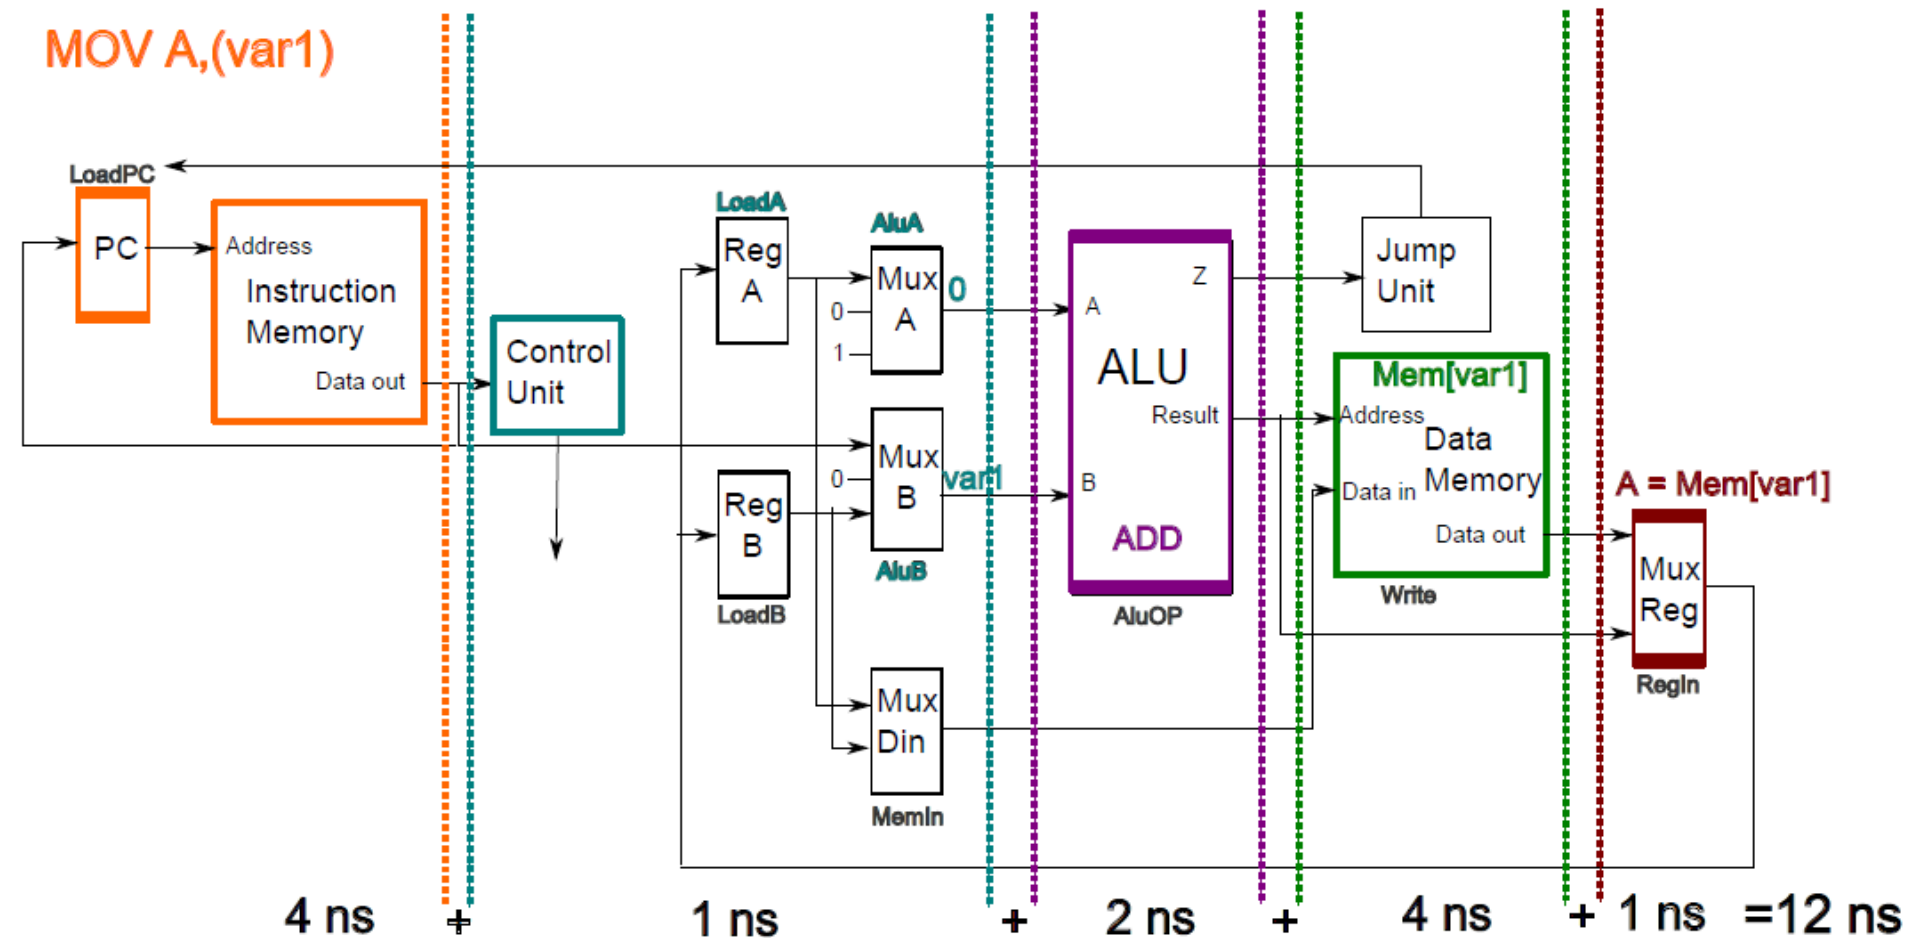 MOV A,(var1)
LoadPC
PC
Address
Instruction
Memory
Data out
Control
Unit
LoadA
Reg
A
AluA
Mux
A
0
1
0
Mux
B
0
var1
AluB
Reg
B
LoadB
Mux
Din
MemIn
A
B
Z
ALU
Result
ADD
AluOP
Jump
Unit
Mem[var1]
Address
Data
Memory
Data in
Data out
Write
A = Mem[var1]
Mux
Reg
RegIn
4 ns + 1 ns + 2 ns + 4 ns + 1 ns =12 ns